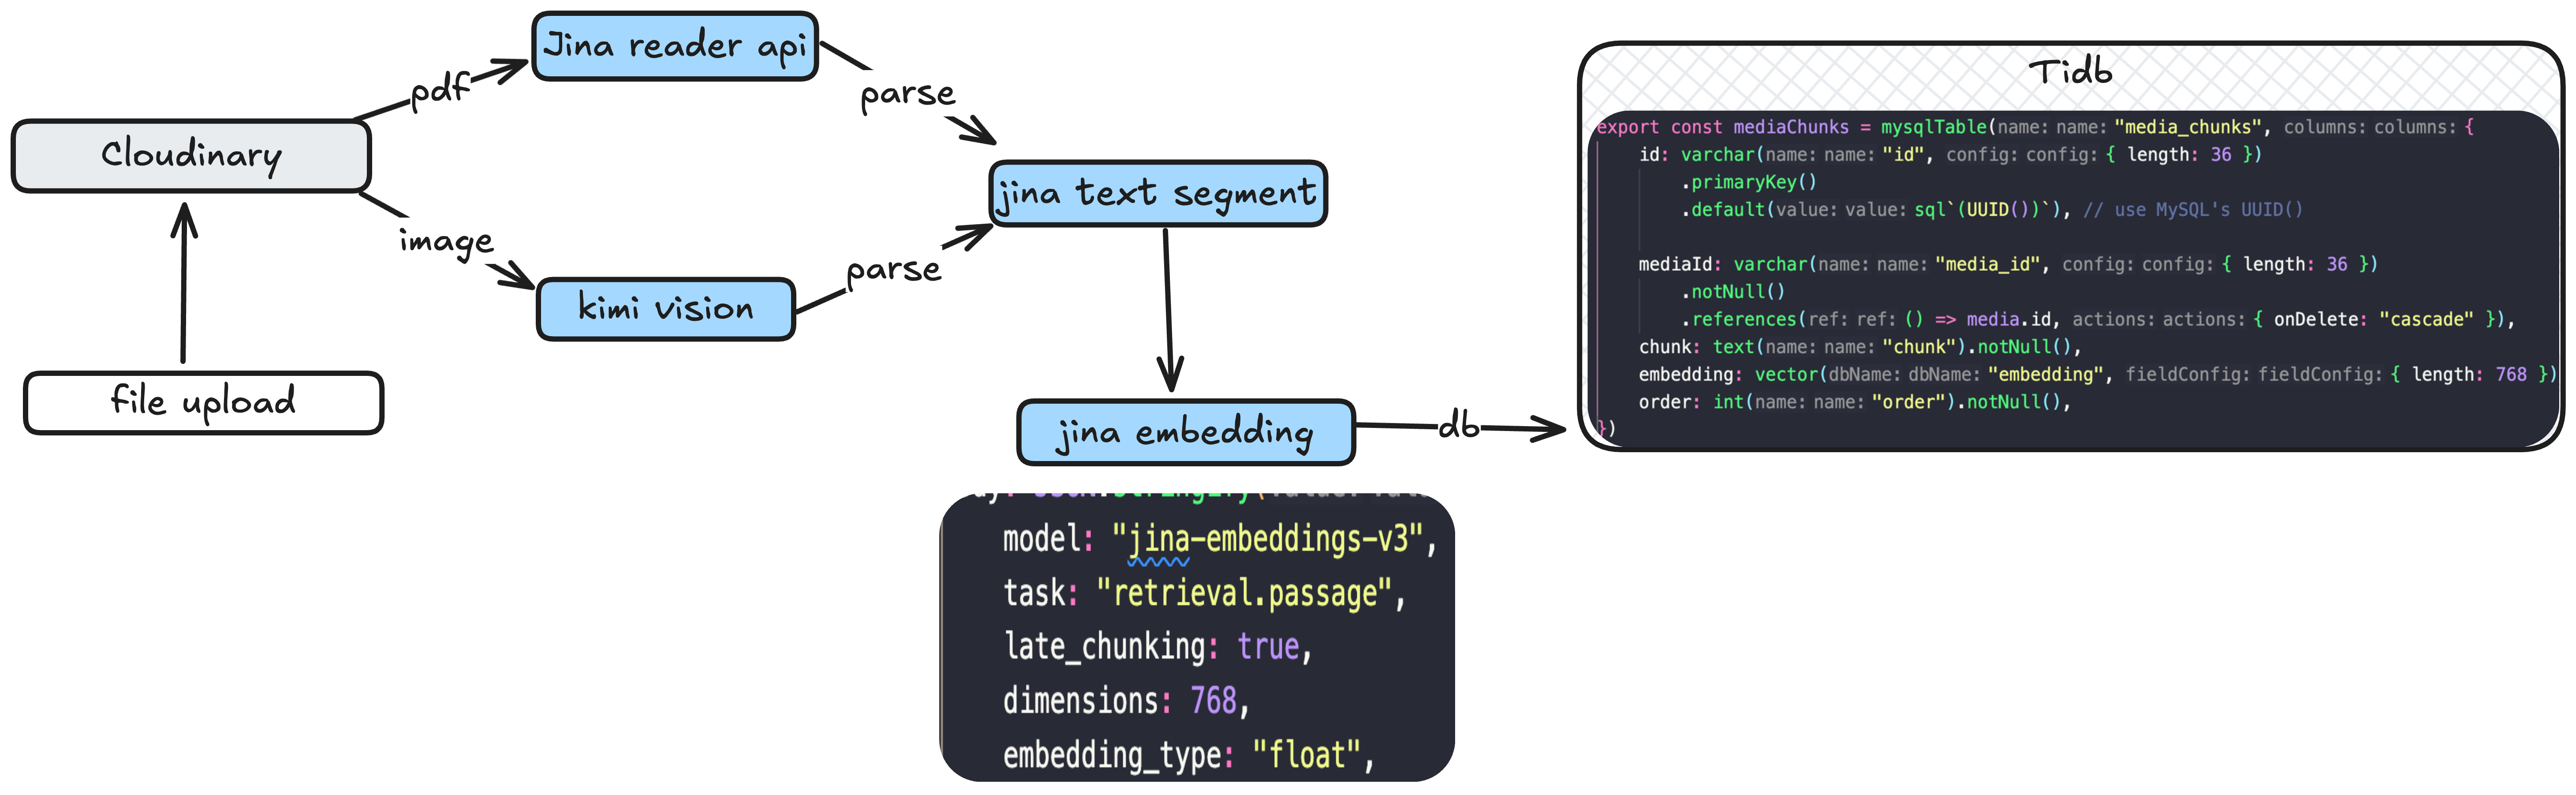 Jina reader api
pdf
parse
Cloudinary
image
jina text segment
kimi vision
parse
file upload
jina embedding
db
Tidb
export const mediaChunks = mysqlTable(name: name: "media_chunks", columns: columns: {
id: varchar(name: name: "id", config: config: { length: 36 })
.primaryKey()
.default(value: value: sql`(UUID())`), // use MySQL's UUID()
mediaId: varchar(name: name: "media_id", config: config: { length: 36 })
.notNull()
.references(ref: ref: () => media.id, actions: actions: { onDelete: "cascade" }),
chunk: text(name: name: "chunk").notNull(),
embedding: vector(dbName: dbName: "embedding", fieldConfig: fieldConfig: { length: 768 })
order: int(name: name: "order").notNull(),
})
model: "jina-embeddings-v3",
task: "retrieval.passage",
late_chunking: true,
dimensions: 768,
embedding_type: "float",